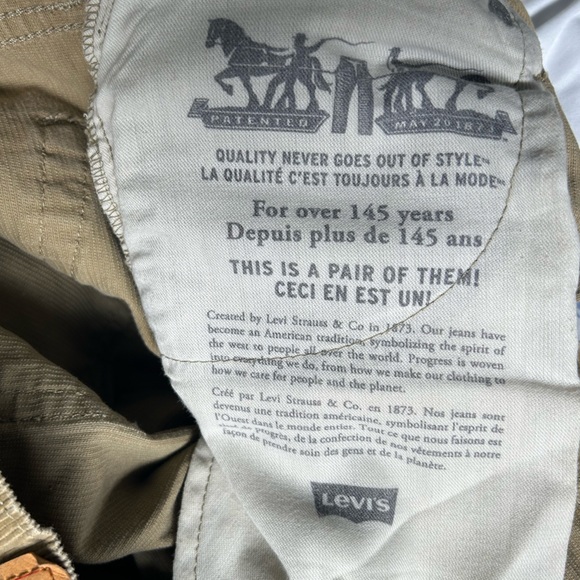 PATENTED MAY 20 1873
QUALITY NEVER GOES OUT OF STYLE™
LA QUALITÉ C'EST TOUJOURS À LA MODE™
For over 145 years
Depuis plus de 145 ans
THIS IS A PAIR OF THEM!
CECI EN EST UN!
Created by Levi Strauss & Co in 1873. Our jeans have
become an American tradition, symbolizing the spirit of
the west to people all over the world. Progress is woven
into everything we do, from how we make our clothing to
how we care for people and the planet.
Créé par Levi Strauss & Co. en 1873. Nos jeans sont
devenus une tradition américaine, symbolisant l'esprit de
l'Ouest dans le monde entier. Tout ce que nous faisons est
de progrès, de la confection de nos vêtements à notre
façon de prendre soin des gens et de la planète.
LEVI'S